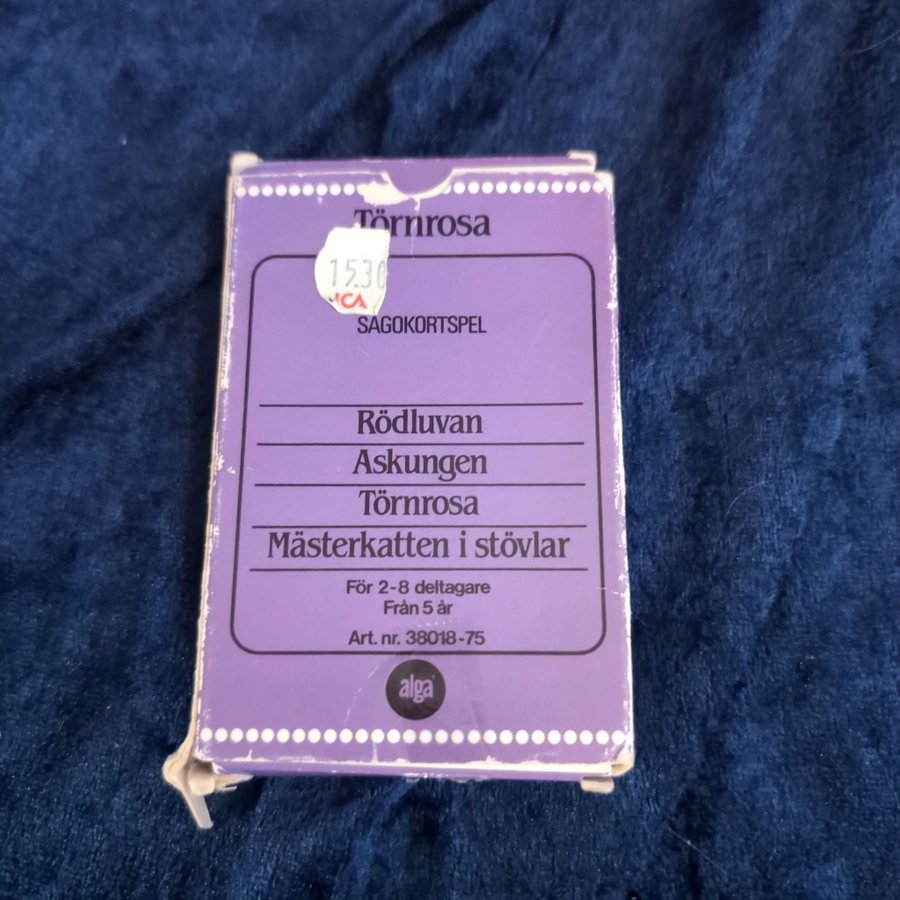 Törnrosa
15.30
ICA
SAGOKORTSPEL
Rödluvan
Askungen
Törnrosa
Mästerkatten i stövlar
För 2-8 deltagare
Från 5 år
Art. nr. 38018-75
alga